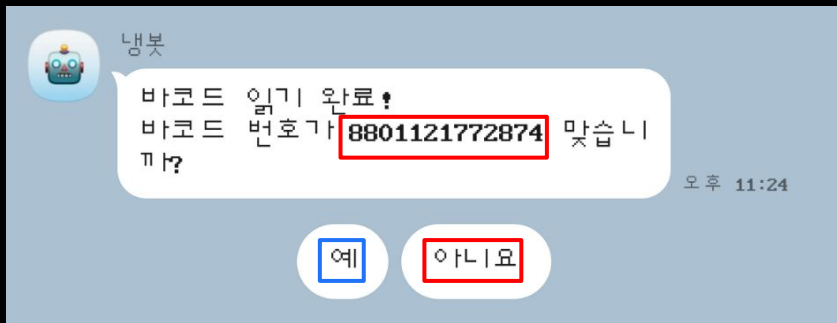 냉봇
바코드 읽기 완료!
바코드 번호가 8801121772874 맞습니
까?
오후 11:24
예
아니요